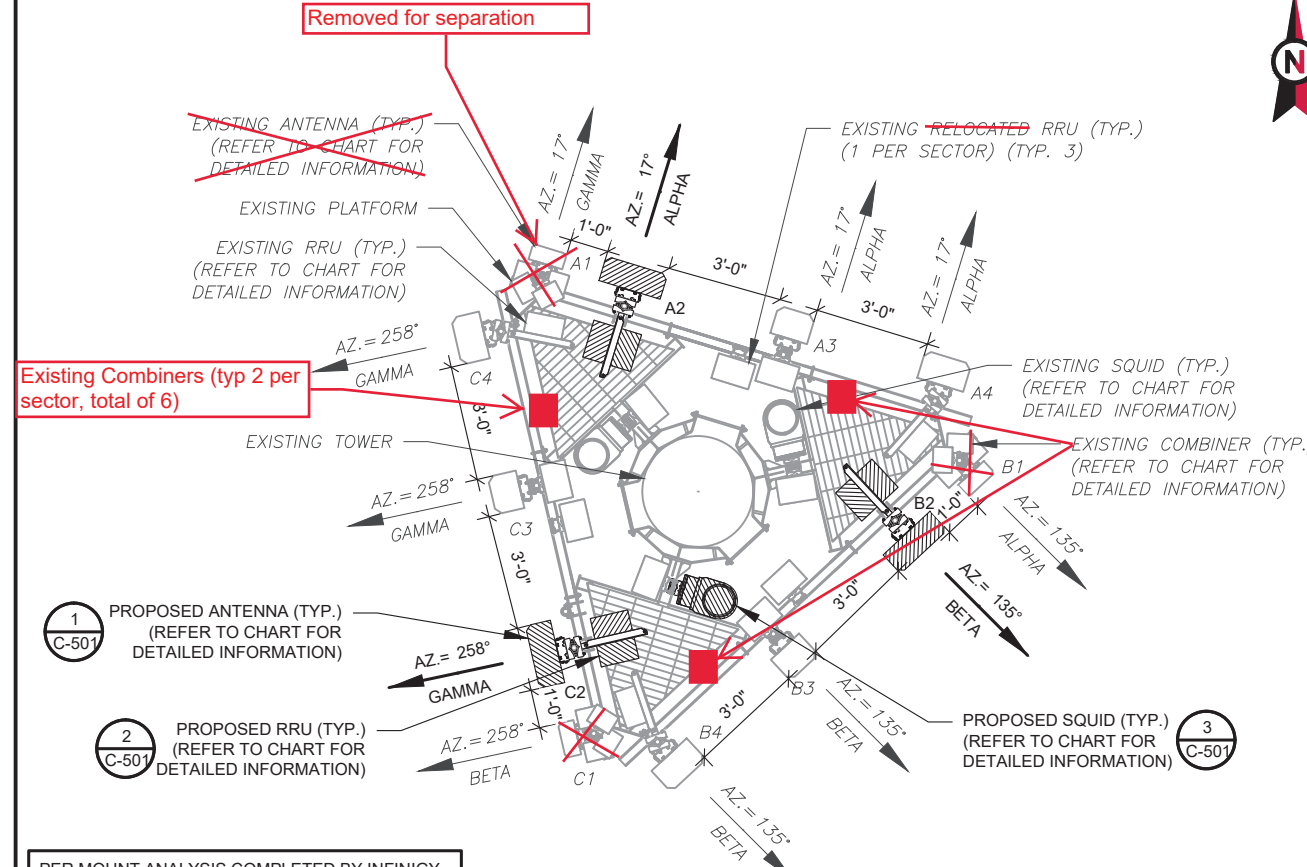 Removed for separation
N
EXISTING ANTENNA (TYP.)
(REFER TO CHART FOR
DETAILED INFORMATION)
EXISTING PLATFORM
EXISTING RRU (TYP.)
(REFER TO CHART FOR
DETAILED INFORMATION)
EXISTING RELOCATED RRU (TYP.)
(1 PER SECTOR) (TYP. 3)
AZ.= 17°
GAMMA
AZ.= 17°
ALPHA
AZ.= 17°
ALPHA
AZ.= 17°
ALPHA
1'-0"
3'-0"
3'-0"
A1
A2
A3
A4
AZ.= 258°
GAMMA
C4
Existing Combiners (typ 2 per
sector, total of 6)
3'-0"
EXISTING SQUID (TYP.)
(REFER TO CHART FOR
DETAILED INFORMATION)
EXISTING TOWER
EXISTING COMBINER (TYP.
(REFER TO CHART FOR
DETAILED INFORMATION)
B1
B2
1'-0"
AZ.= 135°
ALPHA
AZ.= 258°
GAMMA
C3
3'-0"
3'-0"
AZ.= 135°
BETA
1
C-501
PROPOSED ANTENNA (TYP.)
(REFER TO CHART FOR
DETAILED INFORMATION)
AZ.= 258°
GAMMA
C2
1'-0"
2
C-501
PROPOSED RRU (TYP.)
(REFER TO CHART FOR
DETAILED INFORMATION)
AZ.= 258°
BETA
C1
B4
3'-0"
B3
AZ.= 135°
BETA
PROPOSED SQUID (TYP.)
(REFER TO CHART FOR
DETAILED INFORMATION)
3
C-501
AZ.= 135°
BETA
PER MOUNT ANALYSIS COMPLETED BY INFINIGY